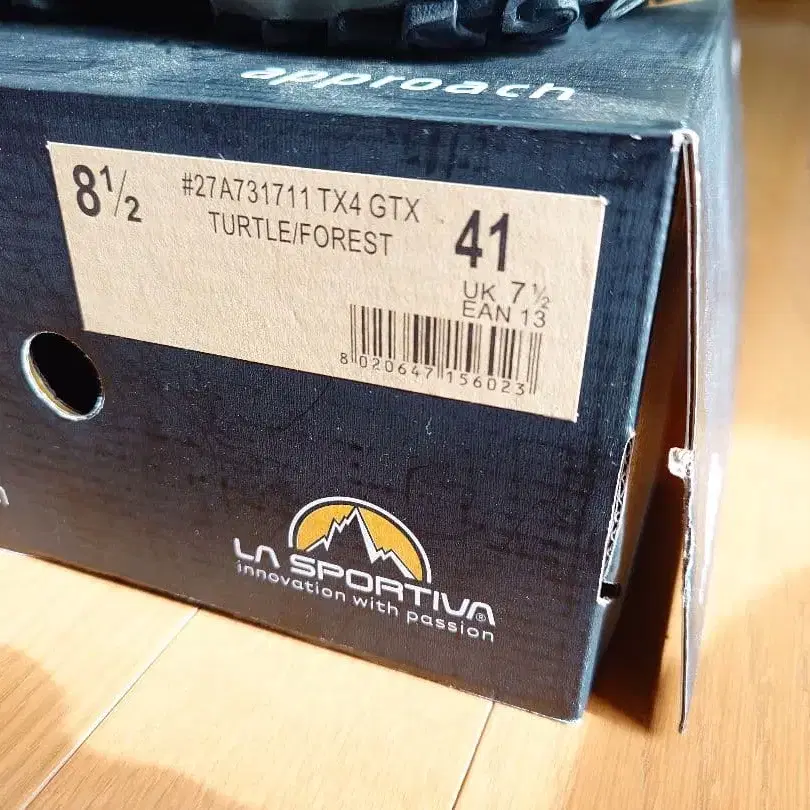 approach
8½
#27A731711 TX4 GTX
TURTLE/FOREST
41
UK 7½
EAN 13
8 020647 156023
LA SPORTIVA®
innovation with passion